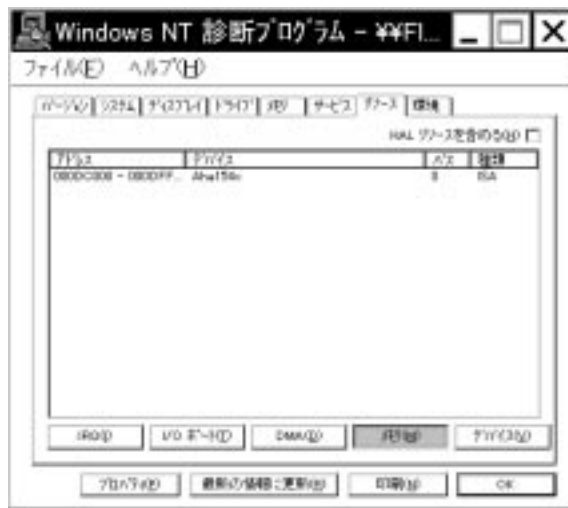 Windows NT 診断ﾌﾟﾛｸﾞﾗﾑ - ¥¥FI...
ファイル(F) ヘルプ(H)
バージョン システム ディスプレイ ドライブ メモリ サービス リソース 環境
HAL リソースを含める(H)
アドレス デバイス バス 種類
000DC000 - 000DFF... Aha154x 0 ISA
IRQ(I) I/O ポート(T) DMA(D) メモリ(M) デバイス(V)
プロパティ(P) 最新の情報に更新(R) 印刷(N) OK